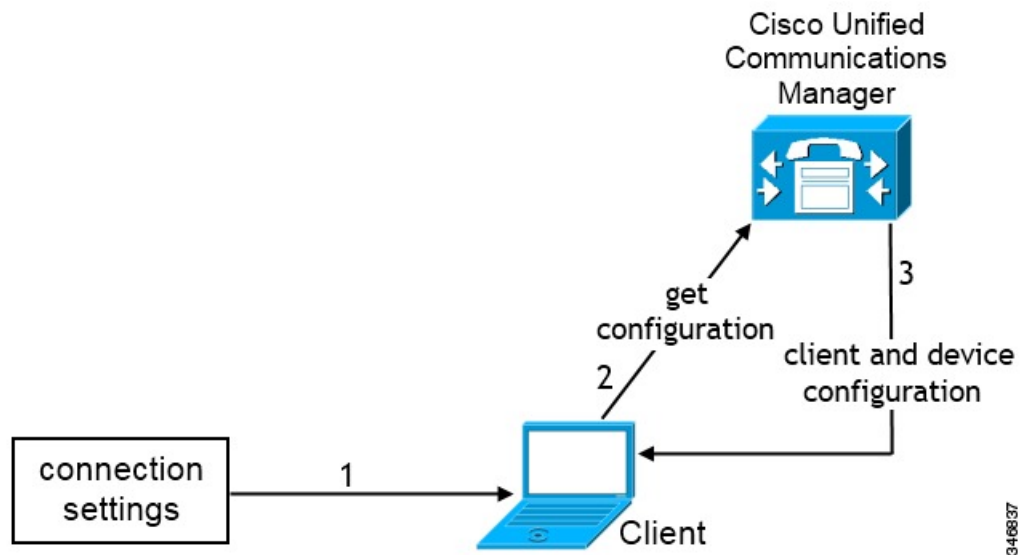 Cisco Unified
Communications
Manager
3
get
configuration
client and device
configuration
2
connection
settings
1
Client
346837